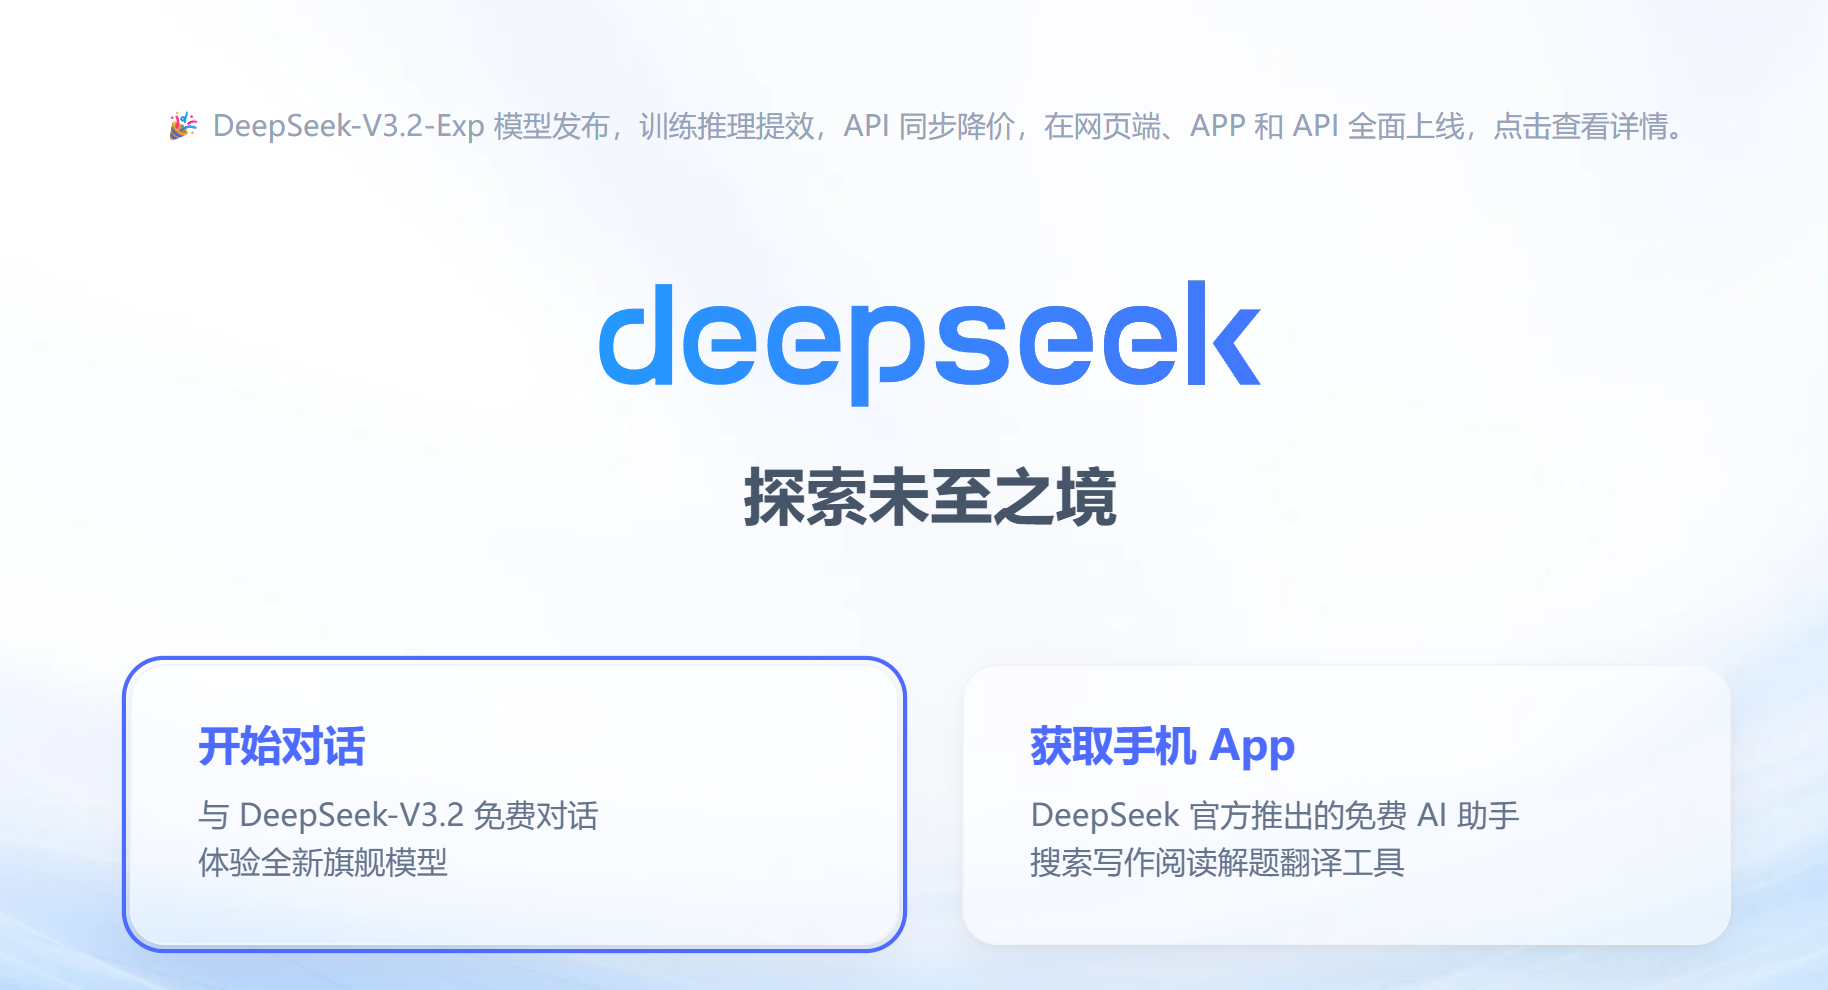 🎉 DeepSeek-V3.2-Exp 模型发布，训练推理提效，API 同步降价，在网页端、APP 和 API 全面上线，点击查看详情。
deepseek
探索未至之境
开始对话
与 DeepSeek-V3.2 免费对话
体验全新旗舰模型
获取手机 App
DeepSeek 官方推出的免费 AI 助手
搜索写作阅读解题翻译工具